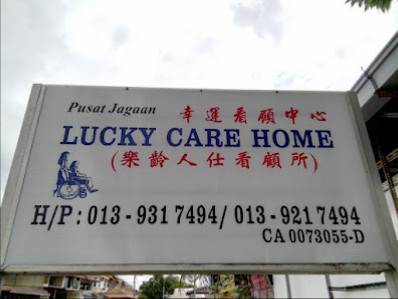 Pusat Jagaan 幸運看顧中心
LUCKY CARE HOME
(樂齡人仕看顧所)
H/P : 013 - 931 7494 / 013 - 921 7494
CA 0073055-D